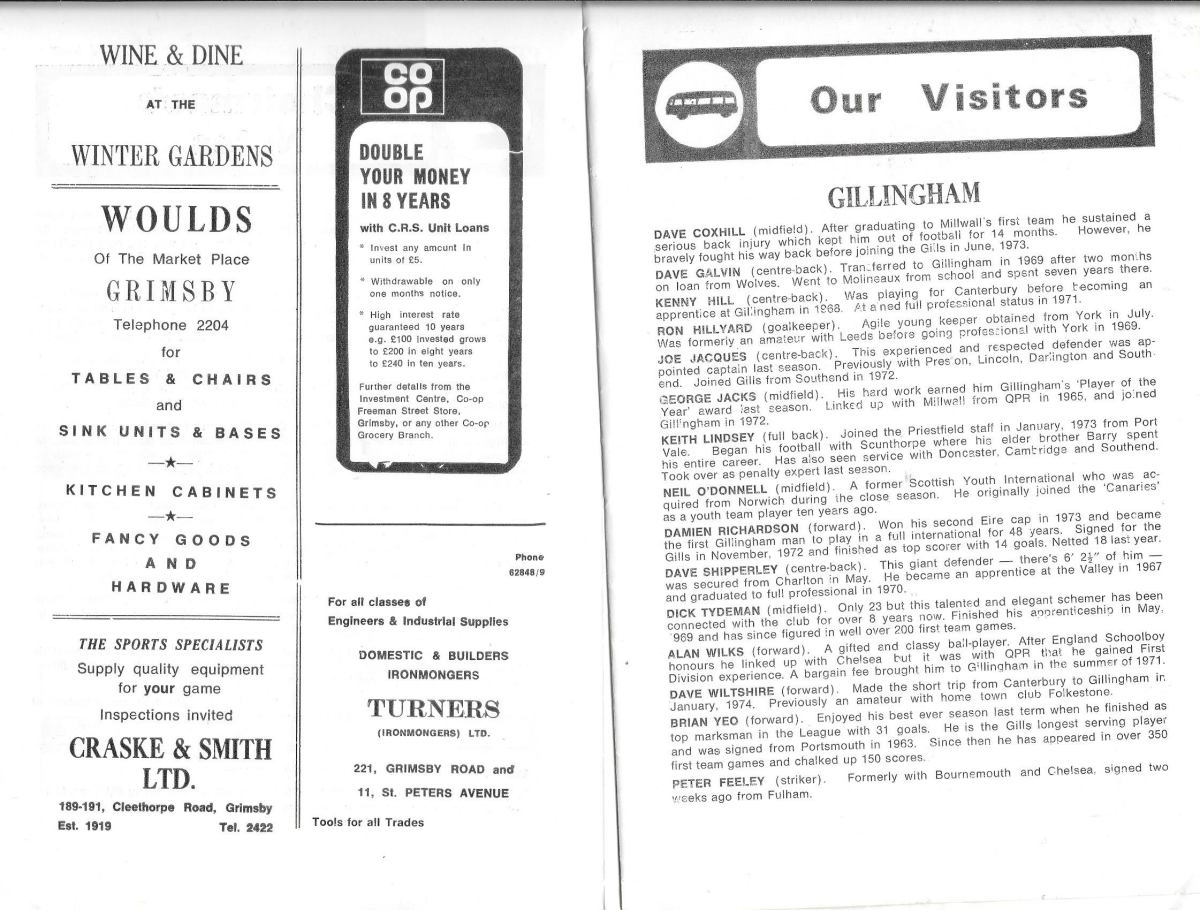 WINE & DINE
AT THE
WINTER GARDENS
WOULDS
Of The Market Place
GRIMSBY
Telephone 2204
for
TABLES & CHAIRS
and
SINK UNITS & BASES
—★—
KITCHEN CABINETS
—★—
FANCY GOODS
AND
HARDWARE
THE SPORTS SPECIALISTS
Supply quality equipment
for your game
Inspections invited
CRASKE & SMITH
LTD.
189-191, Cleethorpe Road, Grimsby
Est. 1919 Tel. 2422
CO
OP
DOUBLE
YOUR MONEY
IN 8 YEARS
with C.R.S. Unit Loans
* Invest any amount in
units of £5.
* Withdrawable on only
one months notice.
* High interest rate
guaranteed 10 years
e.g. £100 invested grows
to £200 in eight years
to £240 in ten years.
Further details from the
Investment Centre, Co-op
Freeman Street Store,
Grimsby, or any other Co-op
Grocery Branch.
Phone
62848/9
For all classes of
Engineers & Industrial Supplies
DOMESTIC & BUILDERS
IRONMONGERS
TURNERS
(IRONMONGERS) LTD.
221, GRIMSBY ROAD and
11, St. PETERS AVENUE
Tools for all Trades
Our Visitors
GILLINGHAM
DAVE COXHILL (midfield). After graduating to Millwall's first team he sustained a
serious back injury which kept him out of football for 14 months. However, he
bravely fought his way back before joining the Gills in June, 1973.
DAVE GALVIN (centre-back). Transferred to Gillingham in 1969 after two months
on loan from Wolves. Went to Molineaux from school and spent seven years there.
KENNY HILL (centre-back). Was playing for Canterbury before becoming an
apprentice at Gillingham in 1968. Attained full professional status in 1971.
RON HILLYARD (goalkeeper). Agile young keeper obtained from York in July.
Was formerly an amateur with Leeds before going professional with York in 1969.
JOE JACQUES (centre-back). This experienced and respected defender was ap-
pointed captain last season. Previously with Preston, Lincoln, Darlington and South-
end. Joined Gills from Southend in 1972.
GEORGE JACKS (midfield). His hard work earned him Gillingham's 'Player of the
Year' award last season. Linked up with Millwall from QPR in 1965, and joined
Gillingham in 1972.
KEITH LINDSEY (full back). Joined the Priestfield staff in January, 1973 from Port
Vale. Began his football with Scunthorpe where his elder brother Barry spent
his entire career. Has also seen service with Doncaster, Cambridge and Southend.
Took over as penalty expert last season.
NEIL O'DONNELL (midfield). A former Scottish Youth International who was ac-
quired from Norwich during the close season. He originally joined the 'Canaries'
as a youth team player ten years ago.
DAMIEN RICHARDSON (forward). Won his second Eire cap in 1973 and became
the first Gillingham man to play in a full international for 48 years. Signed for the
Gills in November, 1972 and finished as top scorer with 14 goals. Netted 18 last year.
DAVE SHIPPERLEY (centre-back). This giant defender — there's 6' 2½" of him —
was secured from Charlton in May. He became an apprentice at the Valley in 1967
and graduated to full professional in 1970.
DICK TYDEMAN (midfield). Only 23 but this talented and elegant schemer has been
connected with the club for over 8 years now. Finished his apprenticeship in May,
1969 and has since figured in well over 200 first team games.
ALAN WILKS (forward). A gifted and classy ball-player. After England Schoolboy
honours he linked up with Chelsea but it was with QPR that he gained First
Division experience. A bargain fee brought him to Gillingham in the summer of 1971.
DAVE WILTSHIRE (forward). Made the short trip from Canterbury to Gillingham in
January, 1974. Previously an amateur with home town club Folkestone.
BRIAN YEO (forward). Enjoyed his best ever season last term when he finished as
top marksman in the League with 31 goals. He is the Gills longest serving player
and was signed from Portsmouth in 1963. Since then he has appeared in over 350
first team games and chalked up 150 scores.
PETER FEELEY (striker). Formerly with Bournemouth and Chelsea, signed two
weeks ago from Fulham.